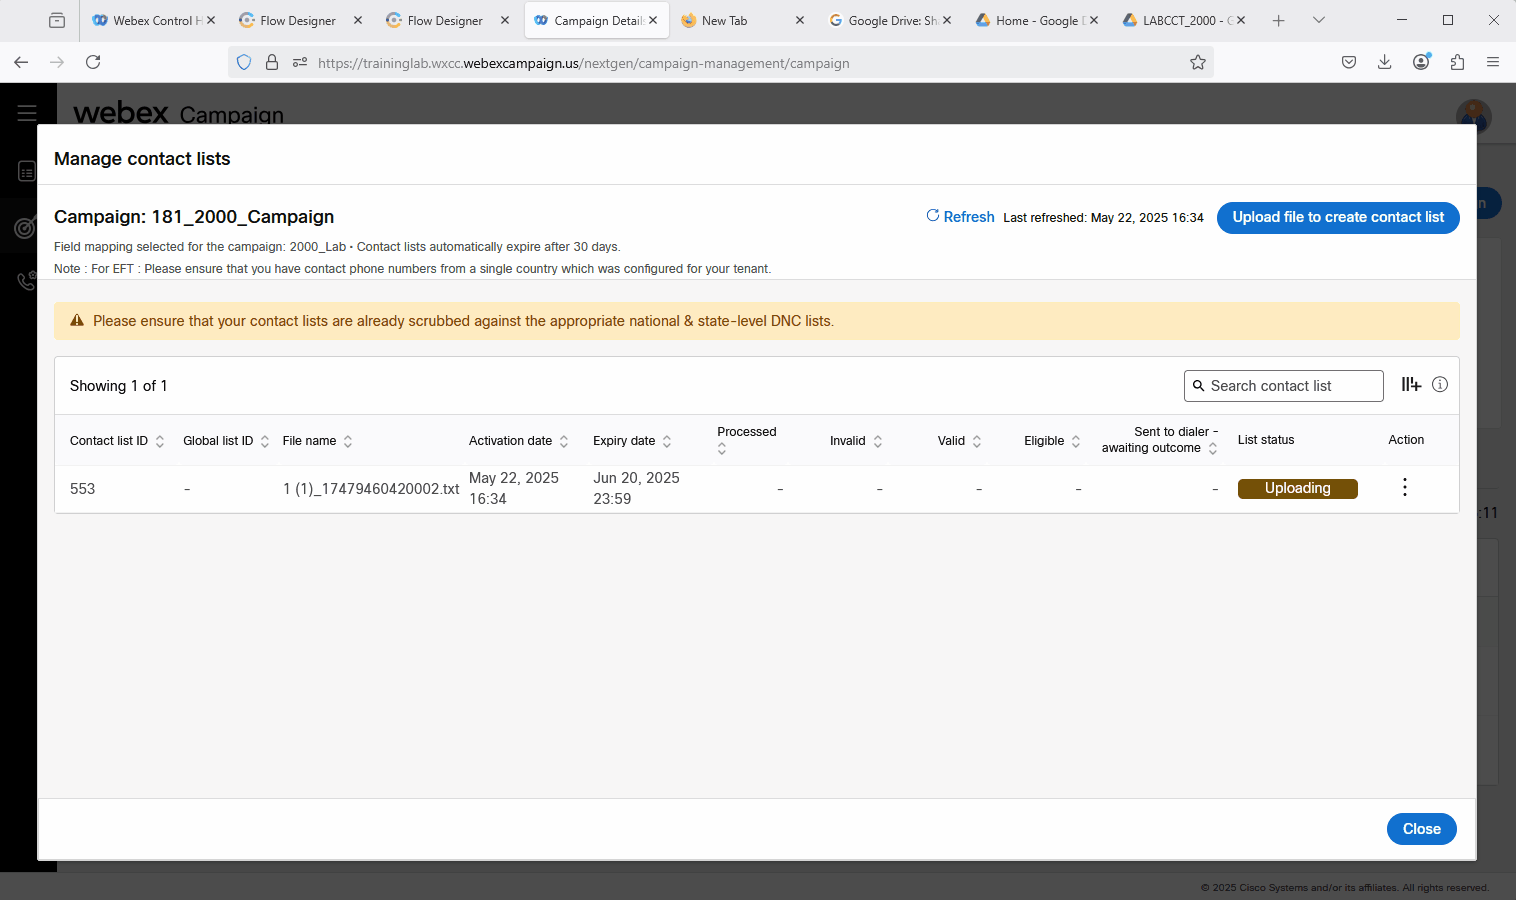 Webex Control H
Flow Designer
Flow Designer
Campaign Details
New Tab
Google Drive: Sh
Home - Google D
LABCCT_2000 - G
https://traininglab.wxcc.webexcampaign.us/nextgen/campaign-management/campaign
webex Campaign
Manage contact lists
Campaign: 181_2000_Campaign
Refresh
Last refreshed: May 22, 2025 16:34
Upload file to create contact list
Field mapping selected for the campaign: 2000_Lab • Contact lists automatically expire after 30 days.
Note : For EFT : Please ensure that you have contact phone numbers from a single country which was configured for your tenant.
Please ensure that your contact lists are already scrubbed against the appropriate national & state-level DNC lists.
Showing 1 of 1
Search contact list
Contact list ID
Global list ID
File name
Activation date
Expiry date
Processed
Invalid
Valid
Eligible
Sent to dialer -
awaiting outcome
List status
Action
553
-
1 (1)_17479460420002.txt
May 22, 2025
16:34
Jun 20, 2025
23:59
-
-
-
-
-
Uploading
:11
Close
© 2025 Cisco Systems and/or its affiliates. All rights reserved.